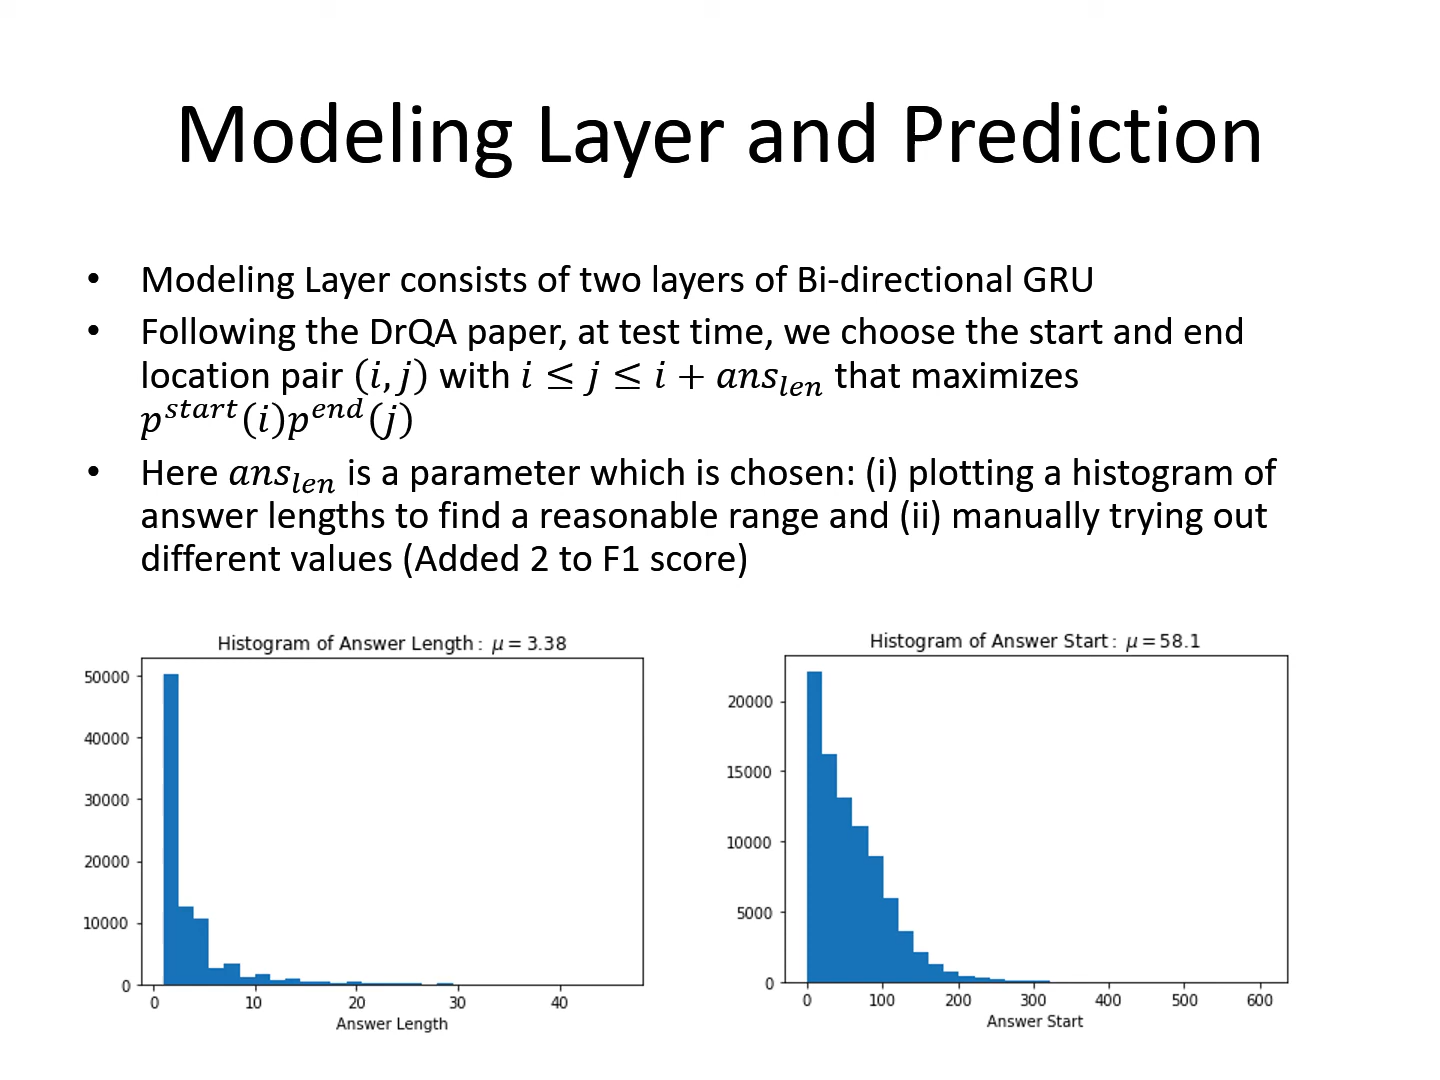 Modeling Layer and Prediction
• Modeling Layer consists of two layers of Bi-directional GRU
• Following the DrQA paper, at test time, we choose the start and end
location pair (i, j) with i ≤ j ≤ i + ans_len that maximizes
p^start(i)p^end(j)
• Here ans_len is a parameter which is chosen: (i) plotting a histogram of
answer lengths to find a reasonable range and (ii) manually trying out
different values (Added 2 to F1 score)
Histogram of Answer Length: μ = 3.38
50000
40000
30000
20000
10000
0
0 10 20 30 40
Answer Length
Histogram of Answer Start: μ = 58.1
20000
15000
10000
5000
0
0 100 200 300 400 500 600
Answer Start